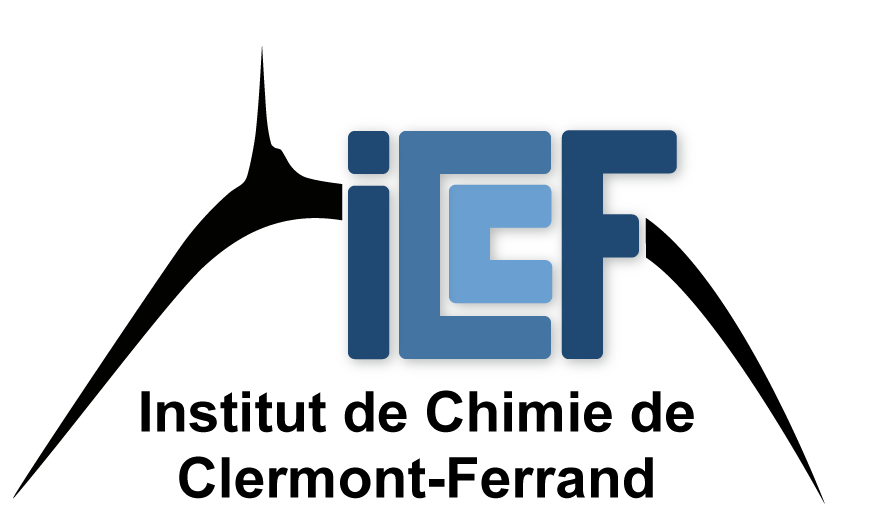 iCCF
Institut de Chimie de
Clermont-Ferrand